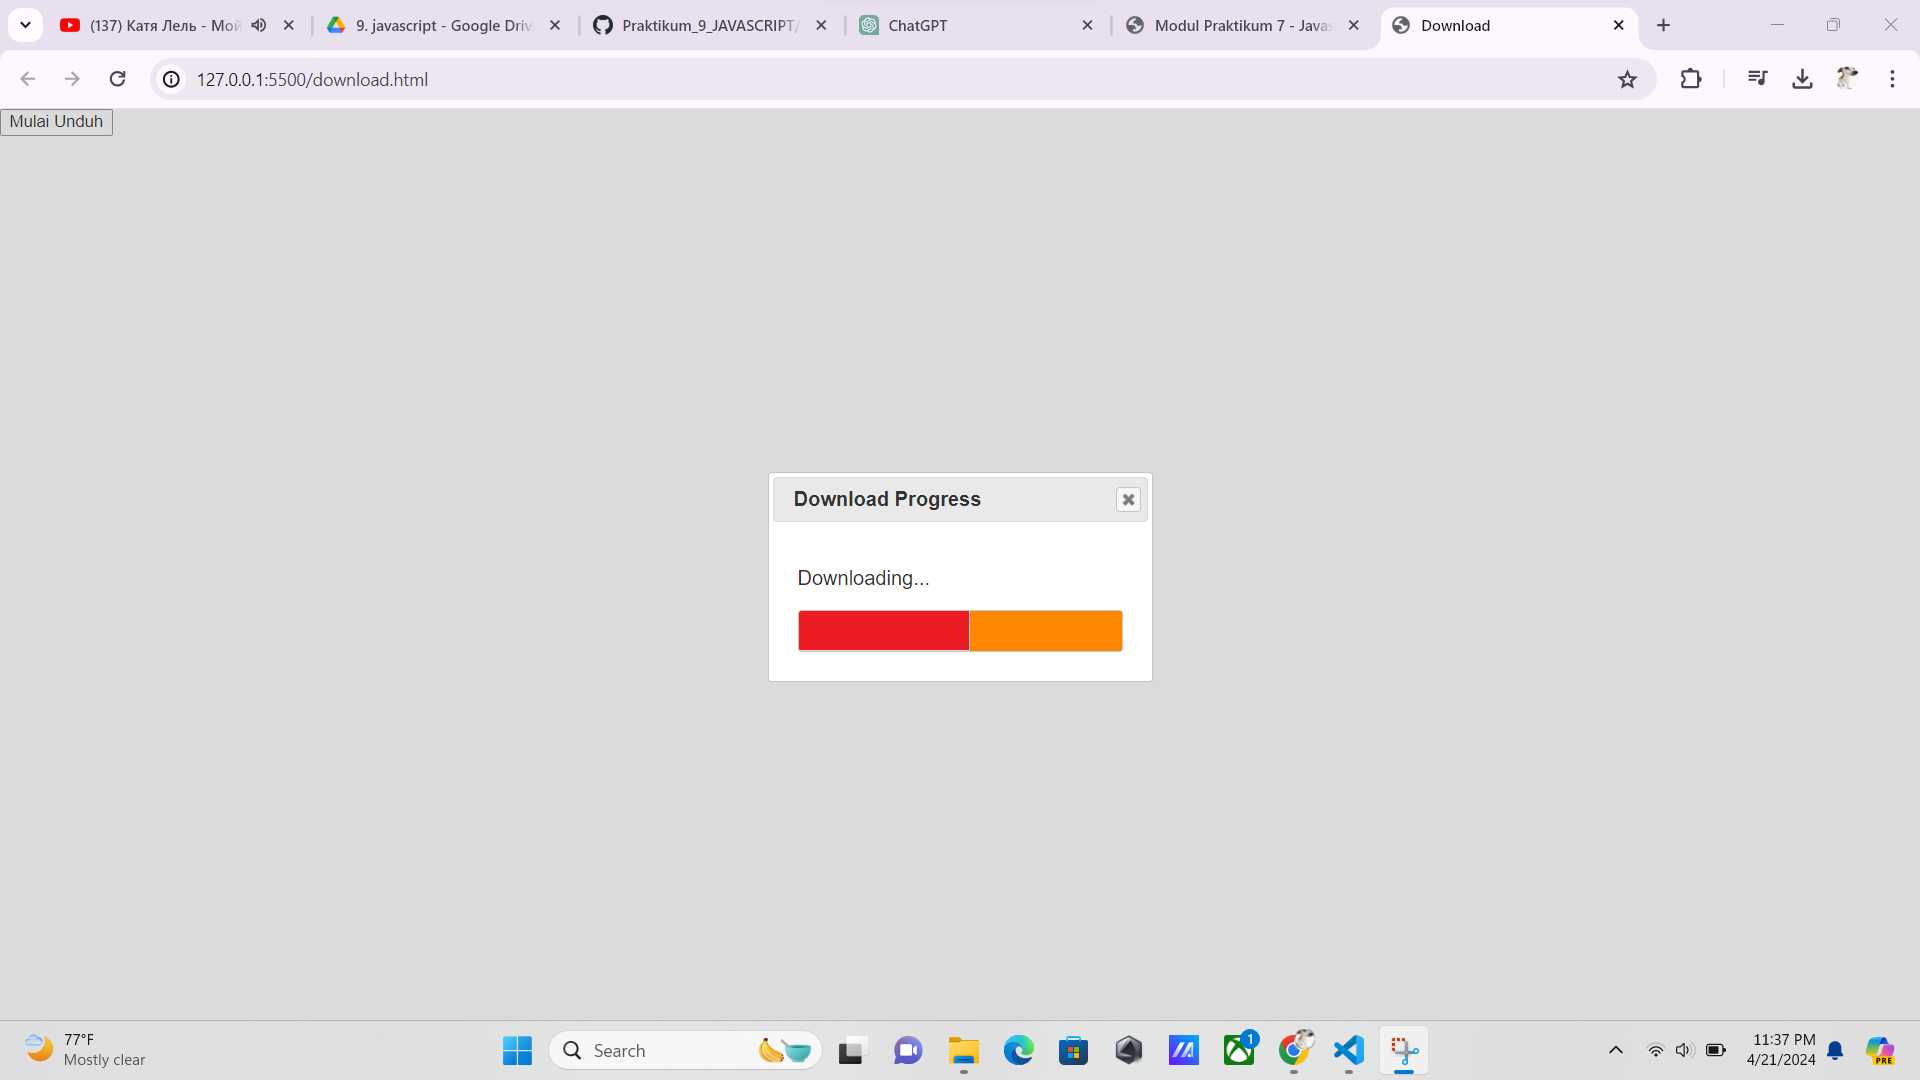 (137) Катя Лель - Мой
9. javascript - Google Driv
Praktikum_9_JAVASCRIPT/
ChatGPT
Modul Praktikum 7 - Javas
Download
127.0.0.1:5500/download.html
Mulai Unduh
Download Progress
Downloading...
77°F
Mostly clear
Search
1
11:37 PM
4/21/2024
PRE